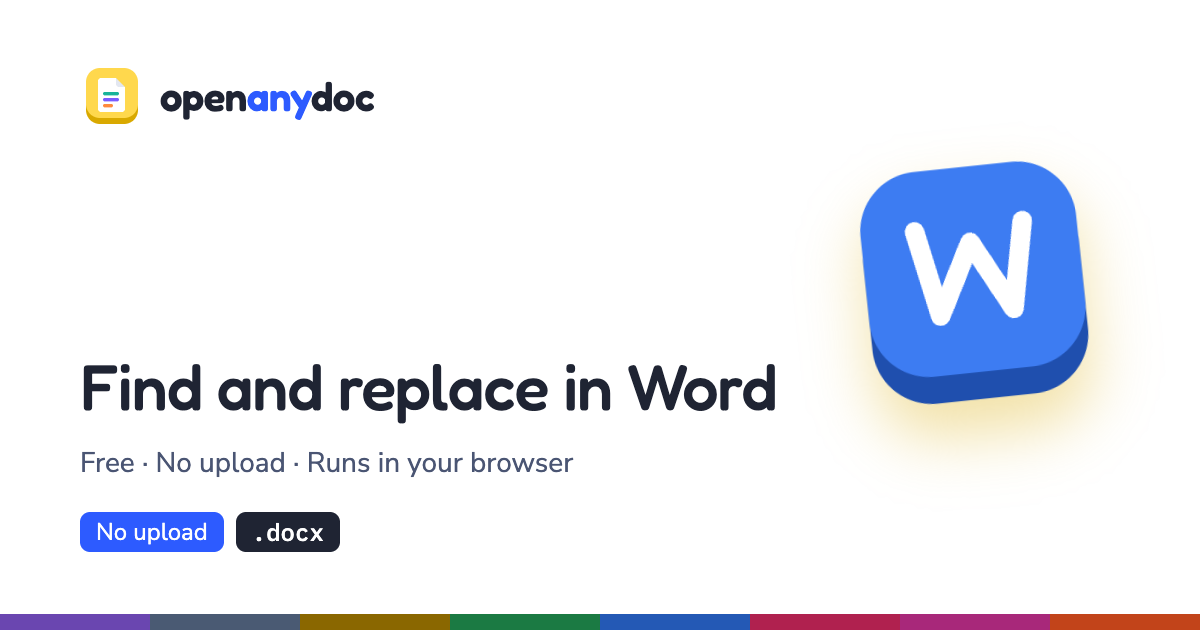 openanydoc
W
Find and replace in Word
Free · No upload · Runs in your browser
No upload
.docx